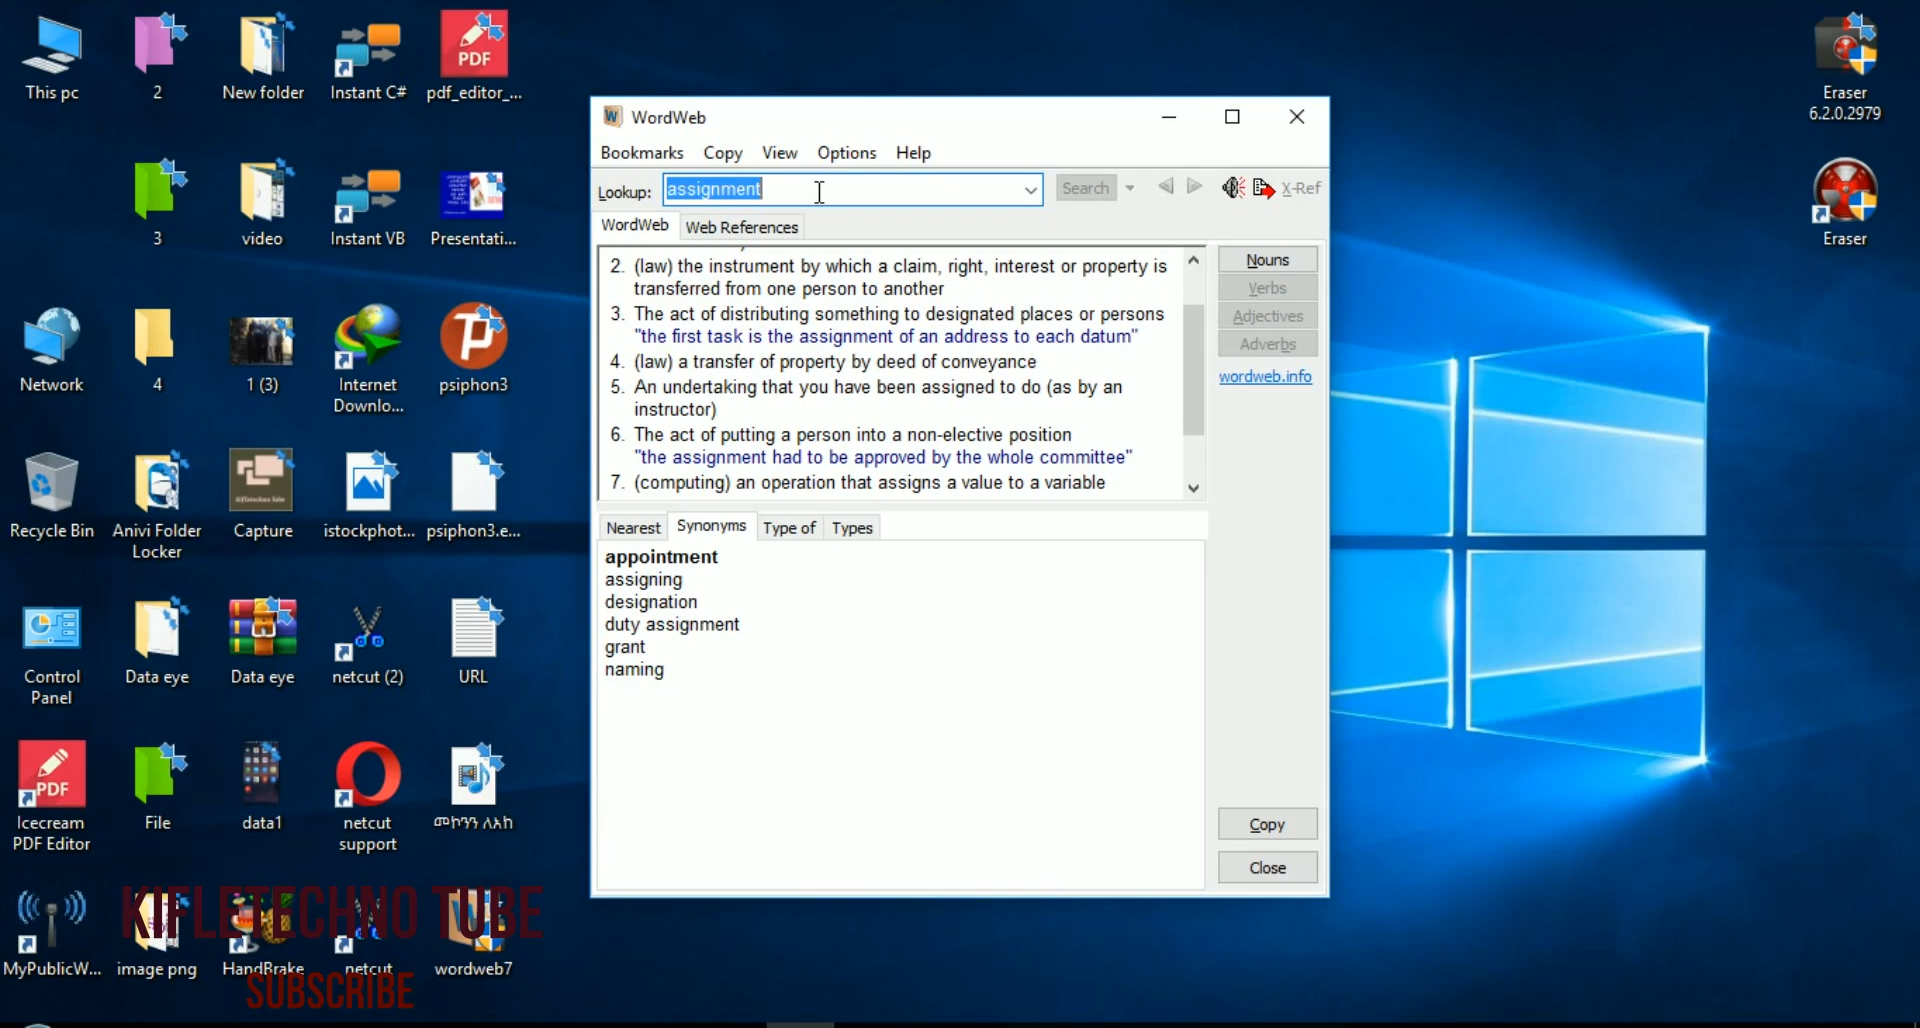 This pc
2
New folder
Instant C#
PDF
pdf_editor_...
Eraser
6.2.0.2979
3
video
Instant VB
Presentati...
Eraser
Network
4
1 (3)
Internet
Downlo...
psiphon3
Recycle Bin
Anivi Folder
Locker
Capture
istockphot...
psiphon3.e...
Control
Panel
Data eye
Data eye
netcut (2)
URL
PDF
Icecream
PDF Editor
File
data1
netcut
support
መኮንን ለአከ
MyPublicW...
image png
HandBrake
netcut
wordweb7
KIFLETECHNO TUBE
SUBSCRIBE
WordWeb
Bookmarks Copy View Options Help
Lookup: assignment Search X-Ref
WordWeb Web References
2. (law) the instrument by which a claim, right, interest or property is
transferred from one person to another
3. The act of distributing something to designated places or persons
"the first task is the assignment of an address to each datum"
4. (law) a transfer of property by deed of conveyance
5. An undertaking that you have been assigned to do (as by an
instructor)
6. The act of putting a person into a non-elective position
"the assignment had to be approved by the whole committee"
7. (computing) an operation that assigns a value to a variable
Nouns
Verbs
Adjectives
Adverbs
wordweb.info
Nearest Synonyms Type of Types
appointment
assigning
designation
duty assignment
grant
naming
Copy
Close